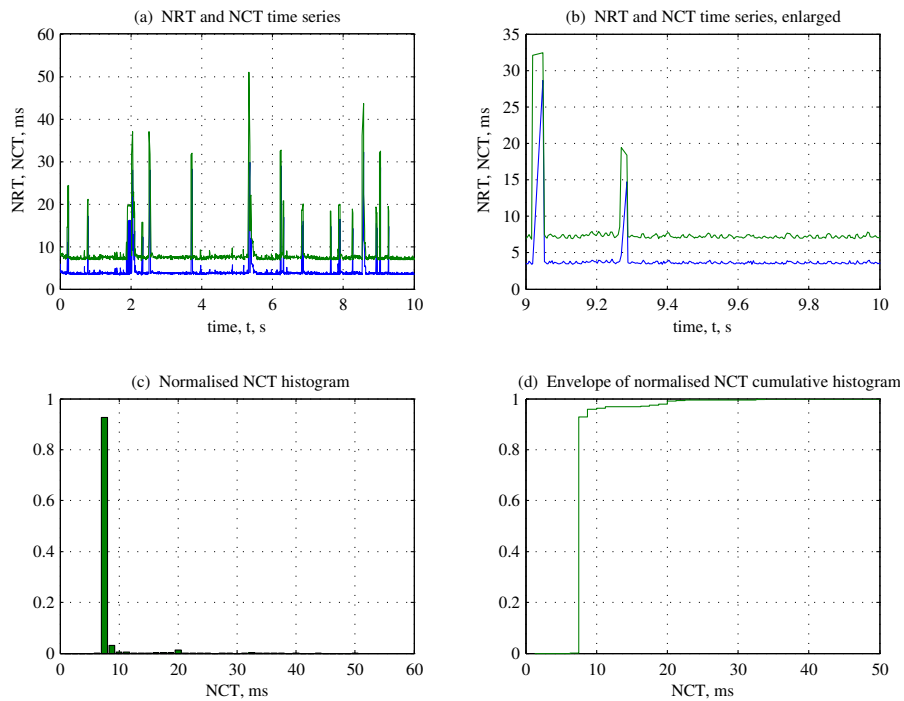 (a) NRT and NCT time series
NRT, NCT, ms
60
50
40
30
20
10
0
0 2 4 6 8 10
time, t, s
(b) NRT and NCT time series, enlarged
NRT, NCT, ms
35
30
25
20
15
10
5
0
9 9.2 9.4 9.6 9.8 10
time, t, s
(c) Normalised NCT histogram
1
0.8
0.6
0.4
0.2
0
0 10 20 30 40 50 60
NCT, ms
(d) Envelope of normalised NCT cumulative histogram
1
0.8
0.6
0.4
0.2
0
0 10 20 30 40 50
NCT, ms